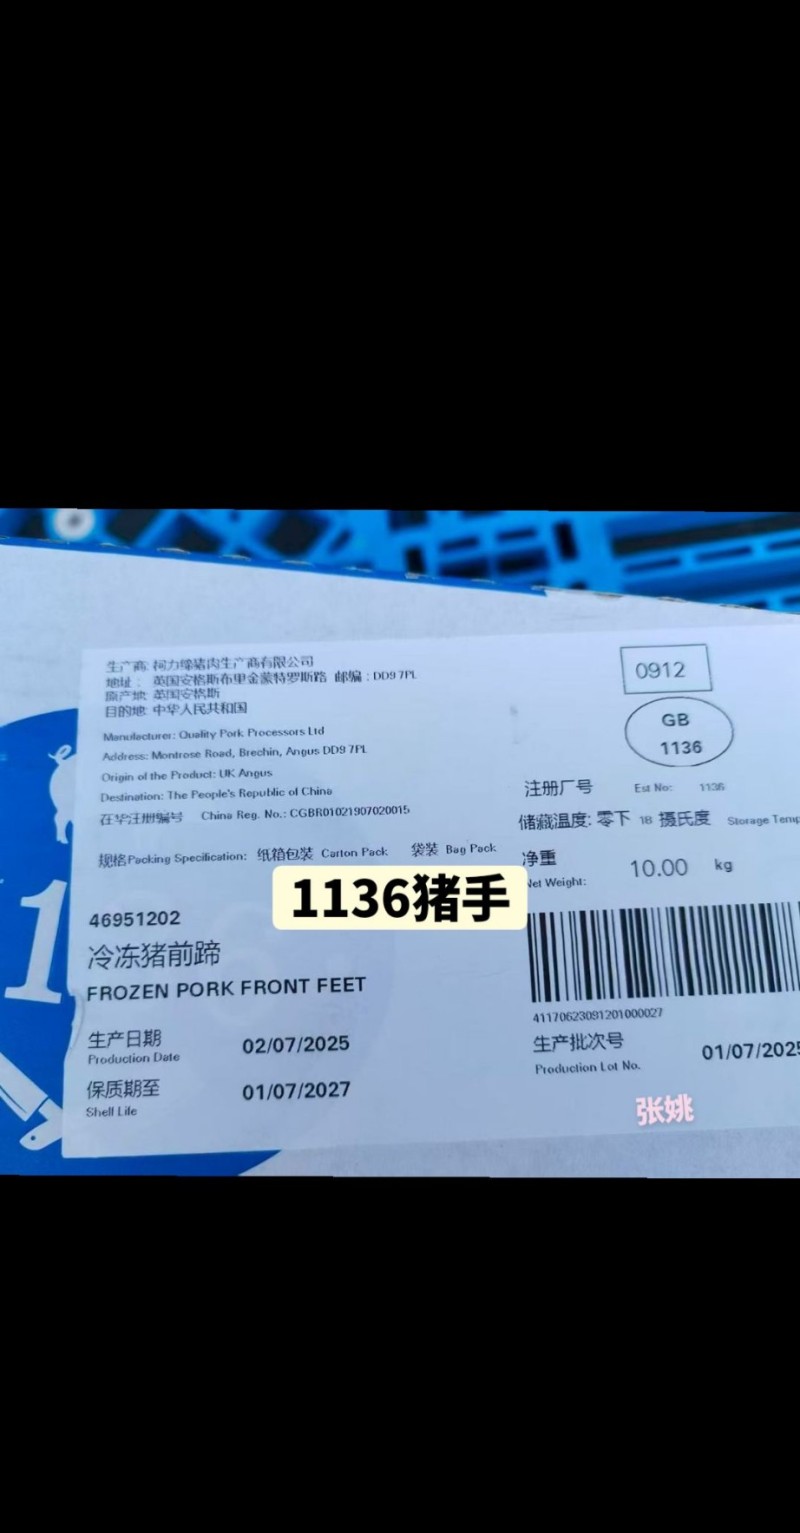 生产商: 柯力缔猪肉生产商有限公司
地址: 英国安格斯布里金蒙特罗斯路 邮编: DD9 7PL
原产地: 英国安格斯
目的地: 中华人民共和国
Manufacturer: Quality Pork Processors Ltd
Address: Montrose Road, Brechin, Angus DD9 7PL
Origin of the Product: UK Angus
Destination: The People's Republic of China
在华注册编号 China Reg. No.: CGBR01021907020015
规格Packing Specification: 纸箱包装 Carton Pack 袋装 Bag Pack
0912
GB
1136
注册厂号 Est No: 1136
储藏温度: 零下 18 摄氏度 Storage Temp
净重 10.00 kg
Net Weight:
1136猪手
1
46951202
冷冻猪前蹄
FROZEN PORK FRONT FEET
生产日期 02/07/2025
Production Date
保质期至 01/07/2027
Shelf Life
41170623091201000027
生产批次号 01/07/2025
Production Lot No.
张姚